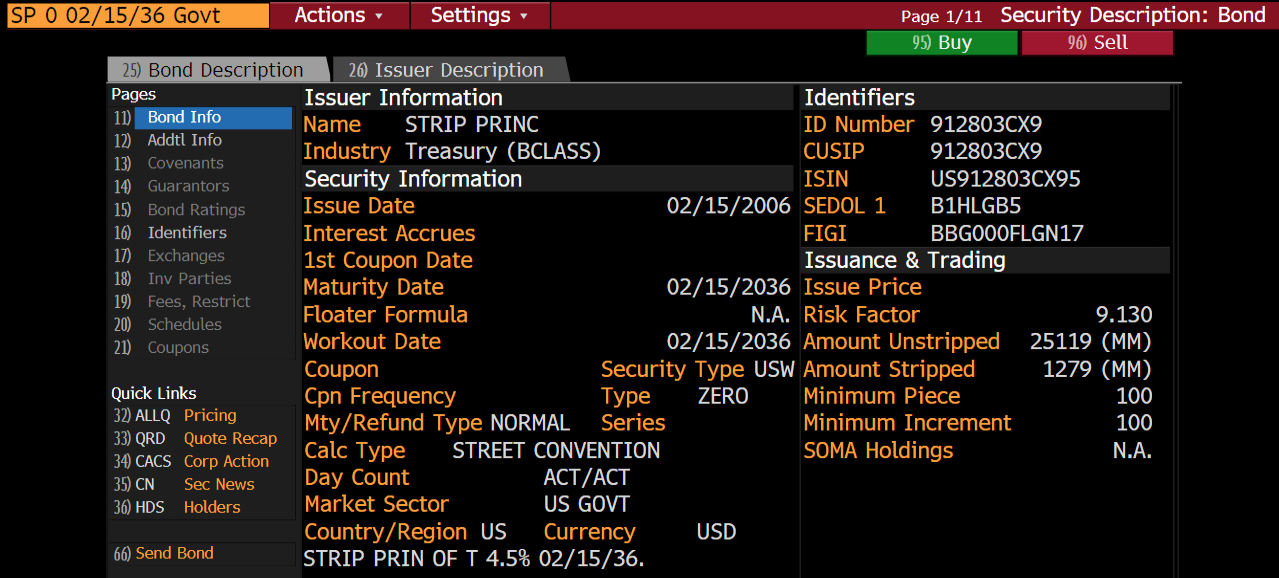 SP 0 02/15/36 Govt Actions ▾ Settings ▾ Page 1/11 Security Description: Bond
95) Buy 96) Sell
25) Bond Description 26) Issuer Description
Pages
11) Bond Info
12) Addtl Info
13) Covenants
14) Guarantors
15) Bond Ratings
16) Identifiers
17) Exchanges
18) Inv Parties
19) Fees, Restrict
20) Schedules
21) Coupons
Quick Links
32) ALLQ Pricing
33) QRD Quote Recap
34) CACS Corp Action
35) CN Sec News
36) HDS Holders
66) Send Bond
Issuer Information
Name STRIP PRINC
Industry Treasury (BCLASS)
Security Information
Issue Date 02/15/2006
Interest Accrues
1st Coupon Date
Maturity Date 02/15/2036
Floater Formula N.A.
Workout Date 02/15/2036
Coupon Security Type USW
Cpn Frequency Type ZERO
Mty/Refund Type NORMAL Series
Calc Type STREET CONVENTION
Day Count ACT/ACT
Market Sector US GOVT
Country/Region US Currency USD
STRIP PRIN OF T 4.5% 02/15/36.
Identifiers
ID Number 912803CX9
CUSIP 912803CX9
ISIN US912803CX95
SEDOL 1 B1HLGB5
FIGI BBG000FLGN17
Issuance & Trading
Issue Price
Risk Factor 9.130
Amount Unstripped 25119 (MM)
Amount Stripped 1279 (MM)
Minimum Piece 100
Minimum Increment 100
SOMA Holdings N.A.